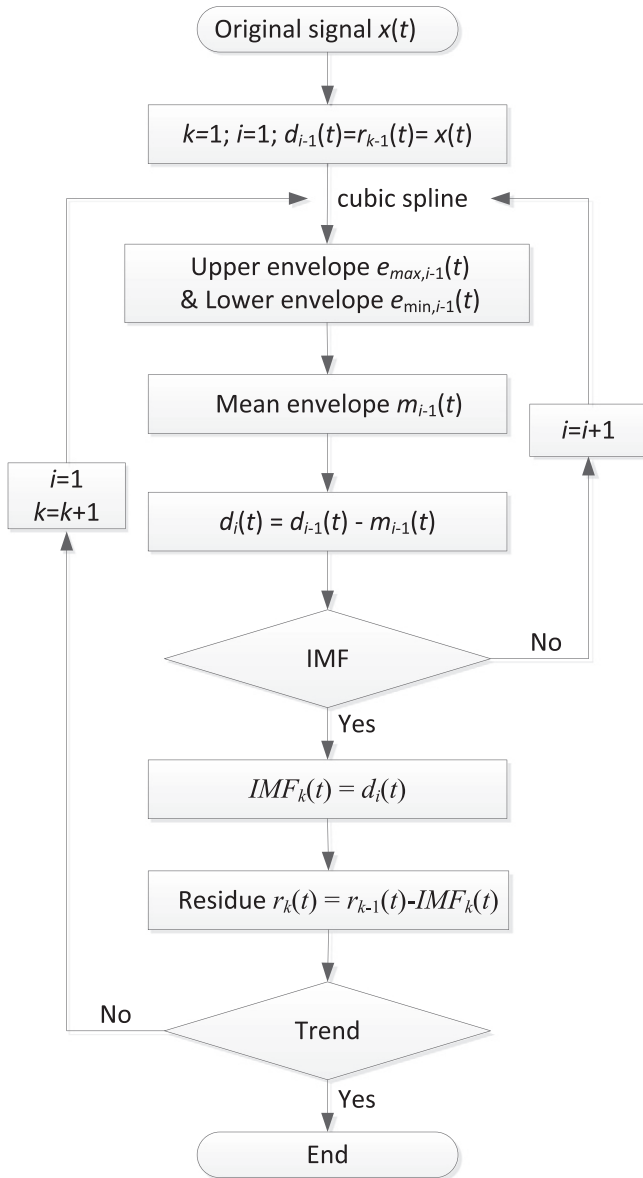 Original signal x(t)
k=1; i=1; d_{i-1}(t)=r_{k-1}(t)= x(t)
cubic spline
Upper envelope e_{max,i-1}(t)
& Lower envelope e_{min,i-1}(t)
Mean envelope m_{i-1}(t)
i=i+1
i=1
k=k+1
d_i(t) = d_{i-1}(t) - m_{i-1}(t)
IMF
No
Yes
IMF_k(t) = d_i(t)
Residue r_k(t) = r_{k-1}(t)-IMF_k(t)
No
Trend
Yes
End